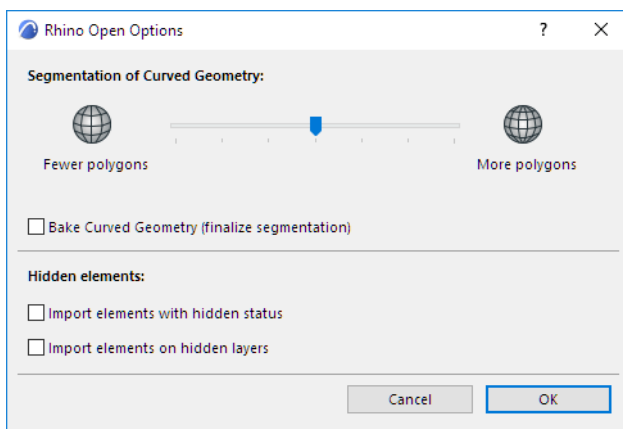 Rhino Open Options
?
Segmentation of Curved Geometry:
Fewer polygons
More polygons
Bake Curved Geometry (finalize segmentation)
Hidden elements:
Import elements with hidden status
Import elements on hidden layers
Cancel
OK